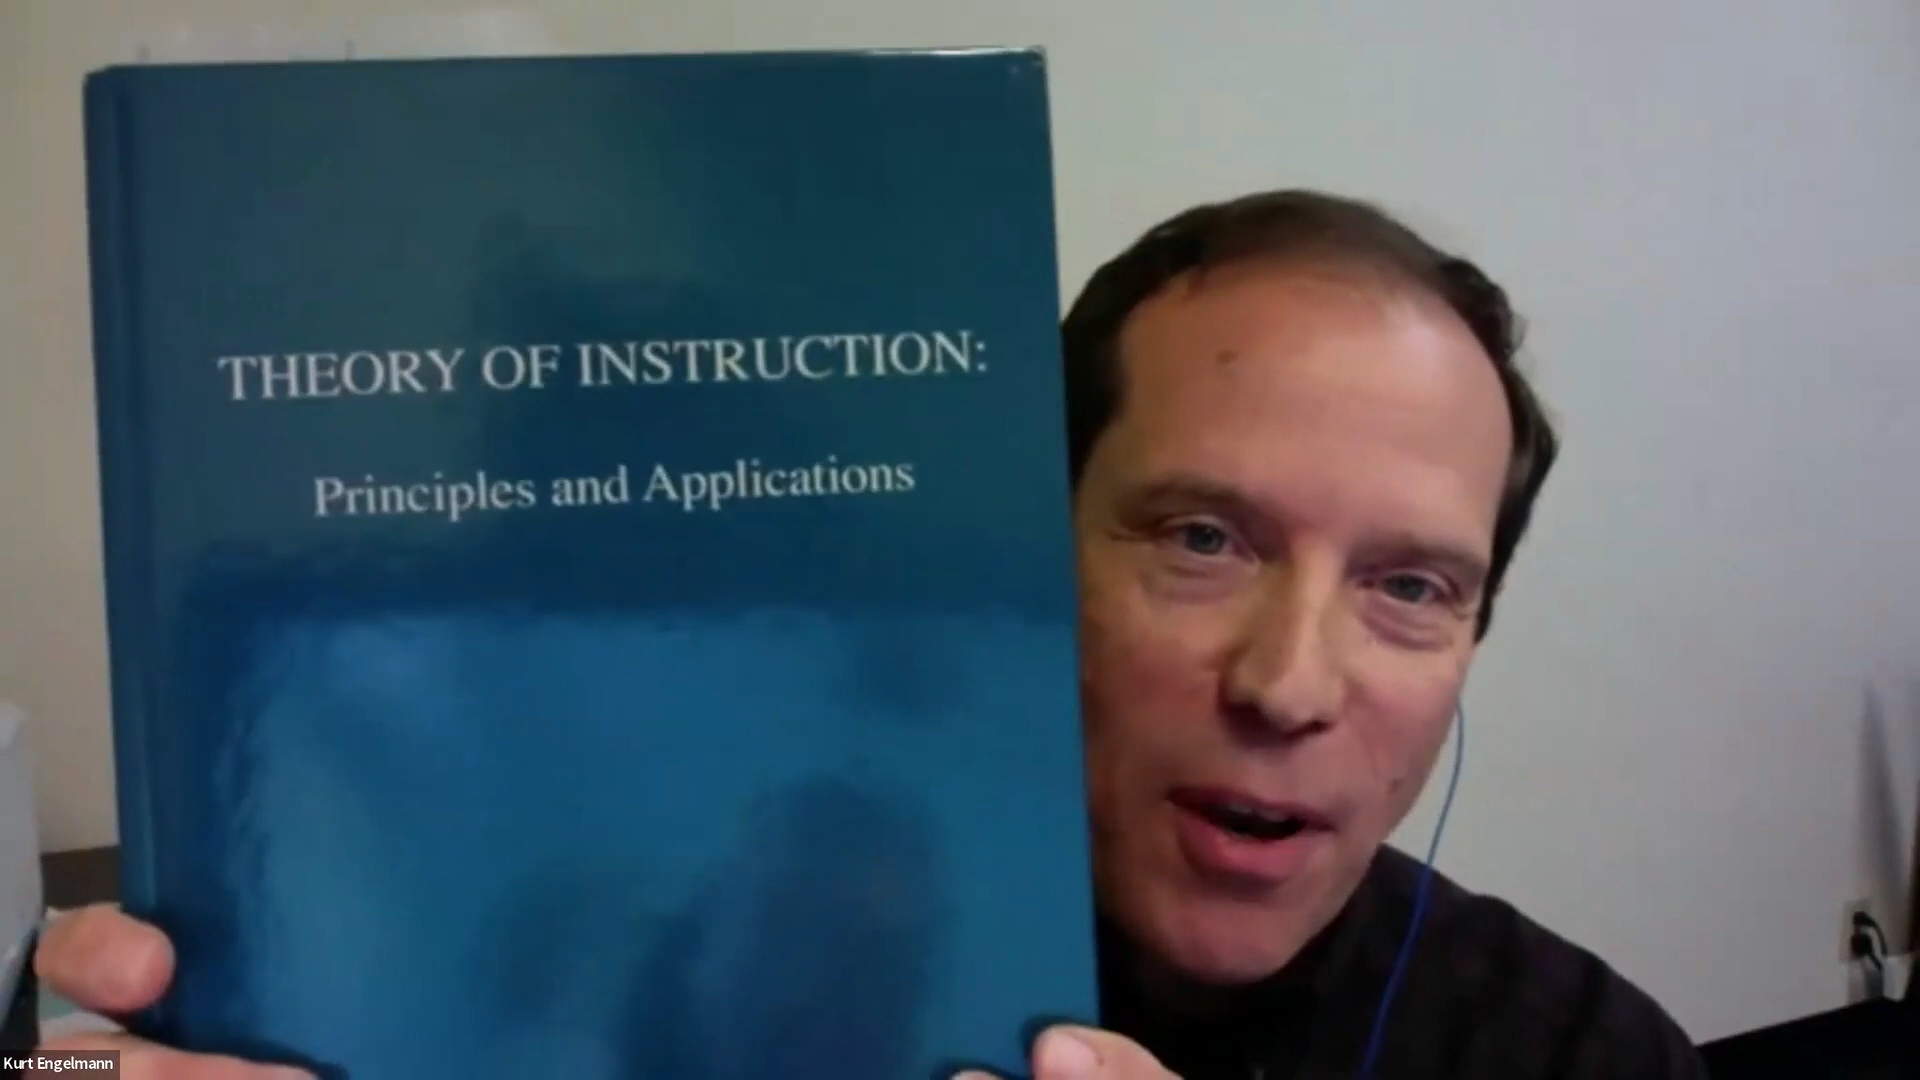 THEORY OF INSTRUCTION:
Principles and Applications
Kurt Engelmann